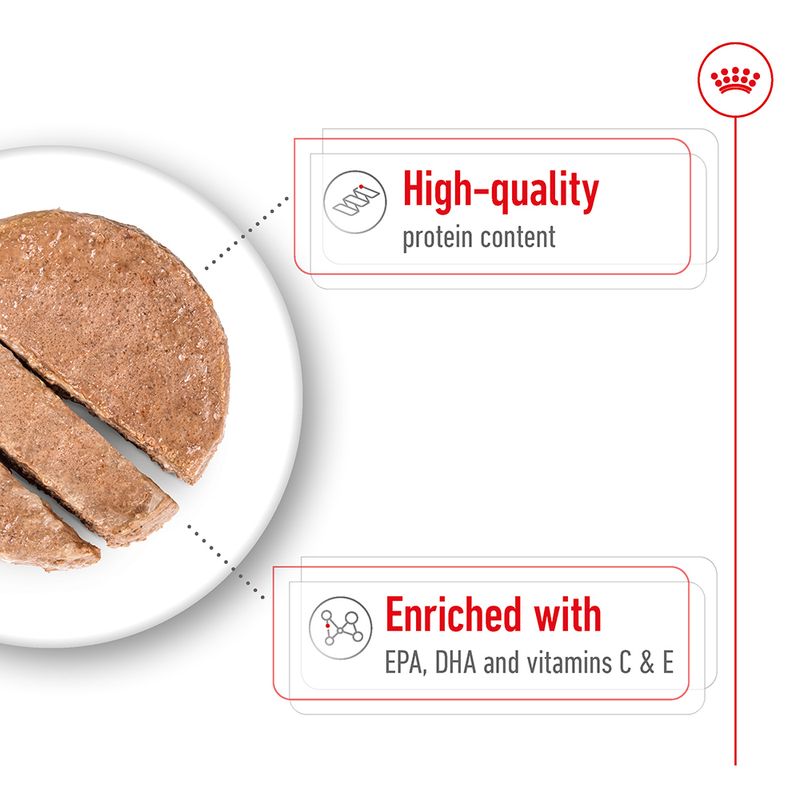 High-quality
protein content
Enriched with
EPA, DHA and vitamins C & E